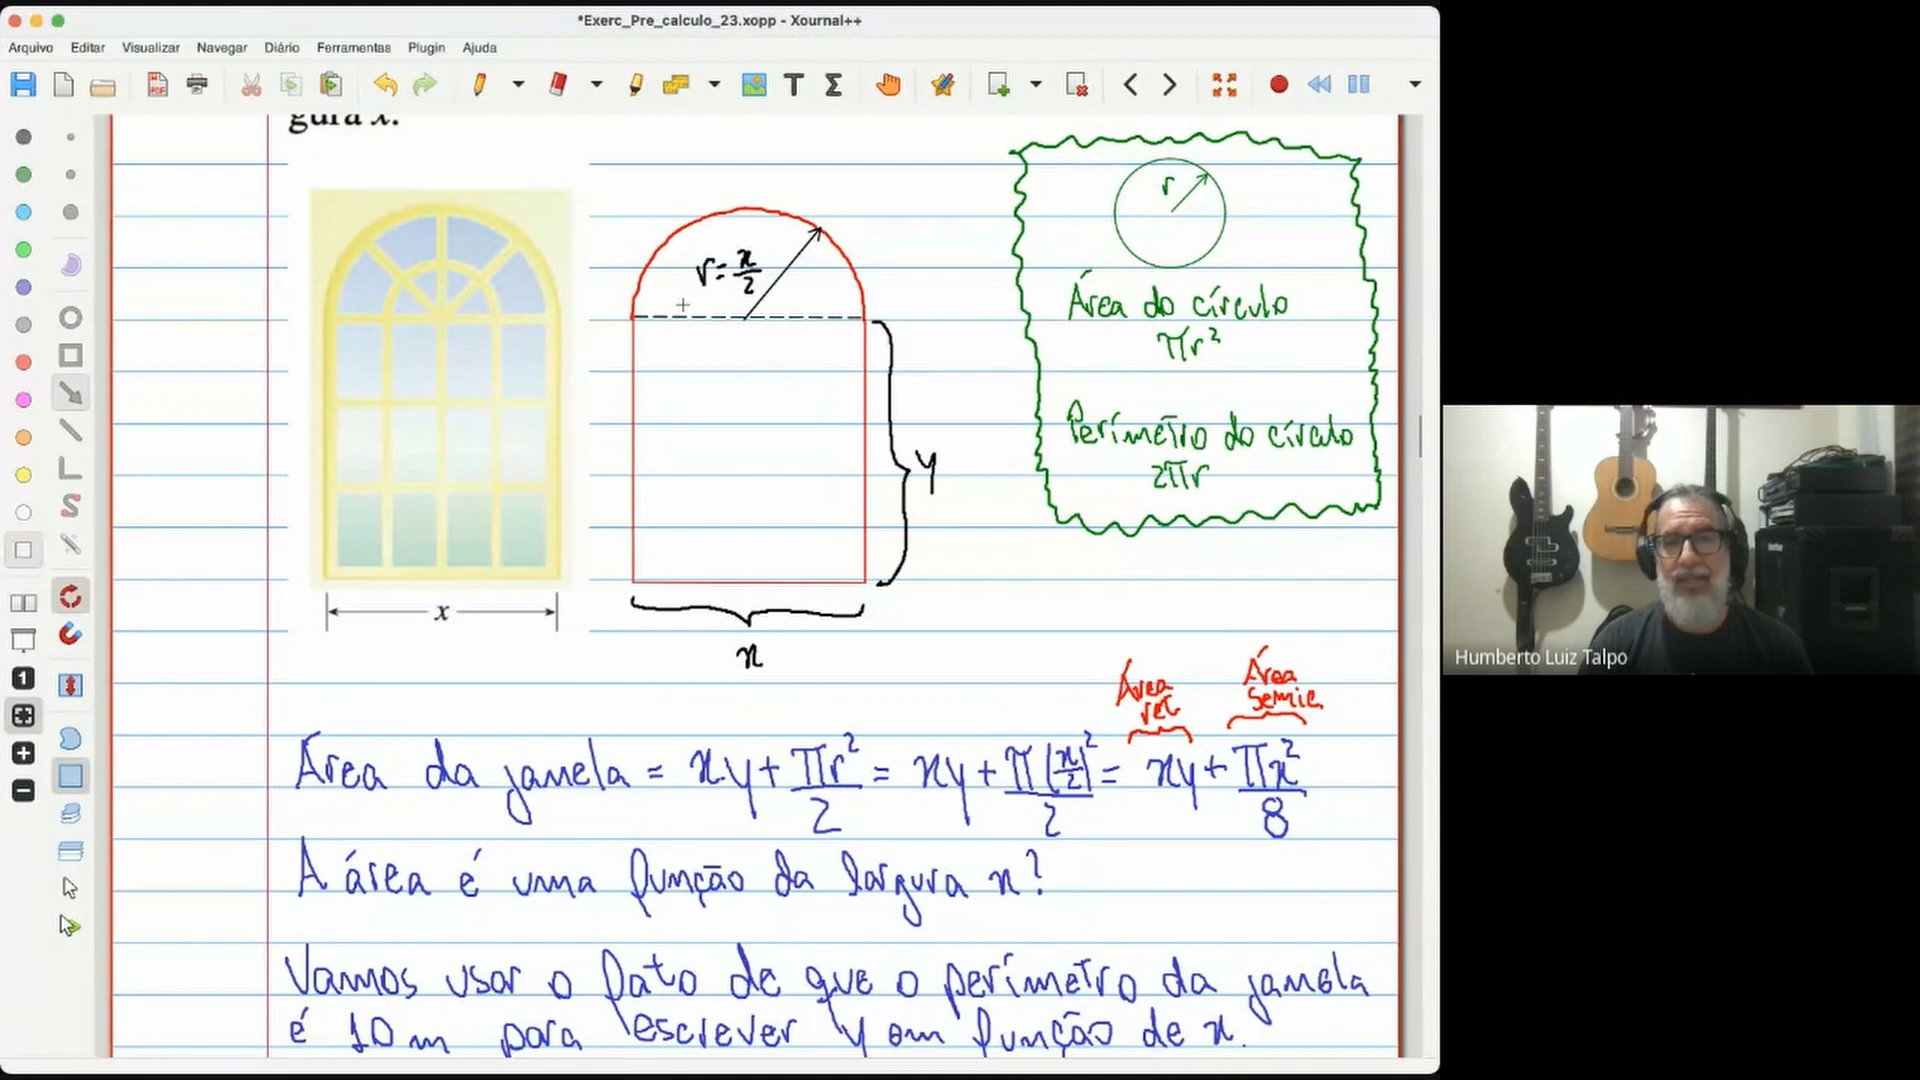 *Exerc_Pre_calculo_23.xopp - Xournal++
Arquivo Editar Visualizar Navegar Diário Ferramentas Plugin Ajuda
gura x.
r
r = x/2
Área do círculo
πr²
Perímetro do círculo
2πr
y
x
x
Humberto Luiz Talpo
Área ret
Área semic
Área da janela = x.y + πr²/2 = xy + π(x/2)²/2 = xy + πx²/8
A área é uma função da largura x?
Vamos usar o fato de que o perímetro da janela
é 10 m para escrever y em função de x.
1